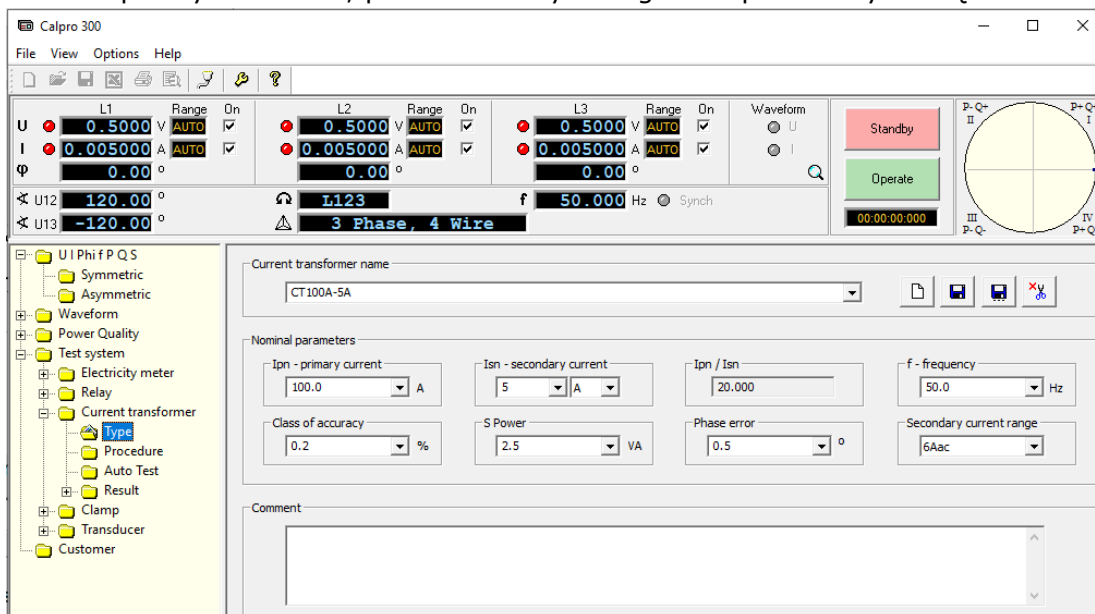 Calpro 300
File View Options Help
L1 Range On L2 Range On L3 Range On Waveform
U 0.5000 V AUTO 0.5000 V AUTO 0.5000 V AUTO U
I 0.005000 A AUTO 0.005000 A AUTO 0.005000 A AUTO I
φ 0.00 ° 0.00 ° 0.00 °
U12 120.00 ° L123 f 50.000 Hz Synch
U13 -120.00 ° 3 Phase, 4 Wire
Standby
Operate
00:00:00:000
P- Q+ P+ Q+
II I
III IV
P- Q- P+ Q-
U I Phi f P Q S
Symmetric
Asymmetric
Waveform
Power Quality
Test system
Electricity meter
Relay
Current transformer
Type
Procedure
Auto Test
Result
Clamp
Transducer
Customer
Current transformer name
CT100A-5A
Nominal parameters
Ipn - primary current Isn - secondary current Ipn / Isn f - frequency
100.0 A 5 A 20.000 50.0 Hz
Class of accuracy S Power Phase error Secondary current range
0.2 % 2.5 VA 0.5 ° 6Aac
Comment